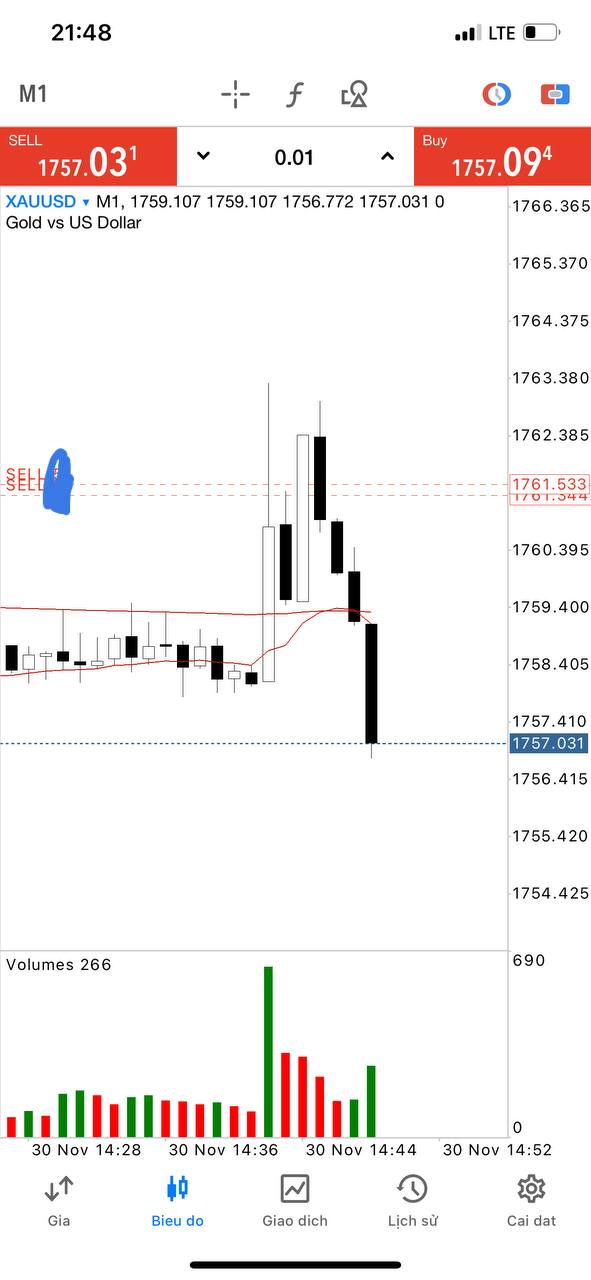 21:48
LTE
M1
f
SELL
1757.031
0.01
Buy
1757.094
XAUUSD M1, 1759.107 1759.107 1756.772 1757.031 0
Gold vs US Dollar
1766.365
1765.370
1764.375
1763.380
1762.385
SELL
1761.533
SELL
1761.344
1760.395
1759.400
1758.405
1757.410
1757.031
1756.415
1755.420
1754.425
Volumes 266
690
0
30 Nov 14:28
30 Nov 14:36
30 Nov 14:44
30 Nov 14:52
Gia
Bieu do
Giao dich
Lịch sử
Cai dat